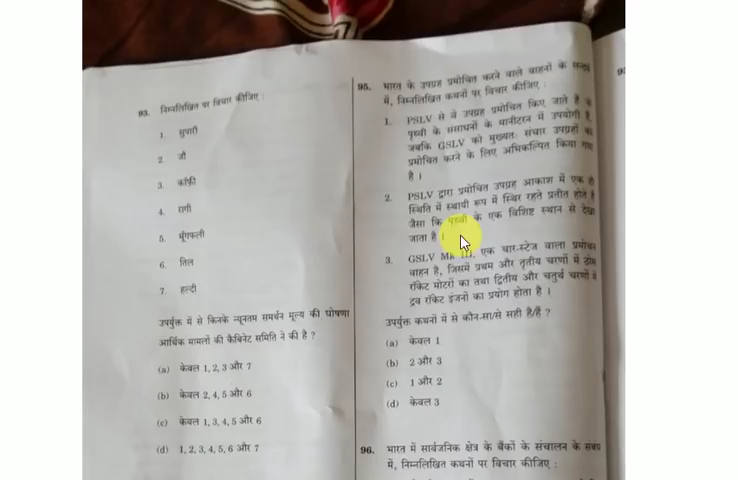 93. निम्नलिखित पर विचार कीजिए :
1. सुपारी
2. जौ
3. कॉफी
4. रागी
5. मूँगफली
6. तिल
7. हल्दी
उपर्युक्त में से किनके न्यूनतम समर्थन मूल्य की घोषणा
आर्थिक मामलों की कैबिनेट समिति ने की है ?
(a) केवल 1, 2, 3 और 7
(b) केवल 2, 4, 5 और 6
(c) केवल 1, 3, 4, 5 और 6
(d) 1, 2, 3, 4, 5, 6 और 7
95. भारत के उपग्रह प्रमोचित करने वाले वाहनों के सन्दर्भ
में, निम्नलिखित कथनों पर विचार कीजिए :
1. PSLV से वे उपग्रह प्रमोचित किए जाते हैं
पृथ्वी के संसाधनों के मानीटरन में उपयोगी हैं,
जबकि GSLV को मुख्यतः संचार उपग्रहों को
प्रमोचित करने के लिए अभिकल्पित किया गया
है ।
2. PSLV द्वारा प्रमोचित उपग्रह आकाश में एक ही
स्थिति में स्थायी रूप में स्थिर रहते प्रतीत होते हैं
जैसा कि पृथ्वी के एक विशिष्ट स्थान से देखा
जाता है ।
3. GSLV Mk III, एक चार-स्टेज वाला प्रमोचन
वाहन है, जिसमें प्रथम और तृतीय चरणों में ठोस
रॉकेट मोटरों का तथा द्वितीय और चतुर्थ चरणों में
द्रव रॉकेट इंजनों का प्रयोग होता है ।
उपर्युक्त कथनों में से कौन-सा/से सही है/हैं ?
(a) केवल 1
(b) 2 और 3
(c) 1 और 2
(d) केवल 3
96. भारत में सार्वजनिक क्षेत्र के बैंकों के संचालन के
में, निम्नलिखित कथनों पर विचार कीजिए :